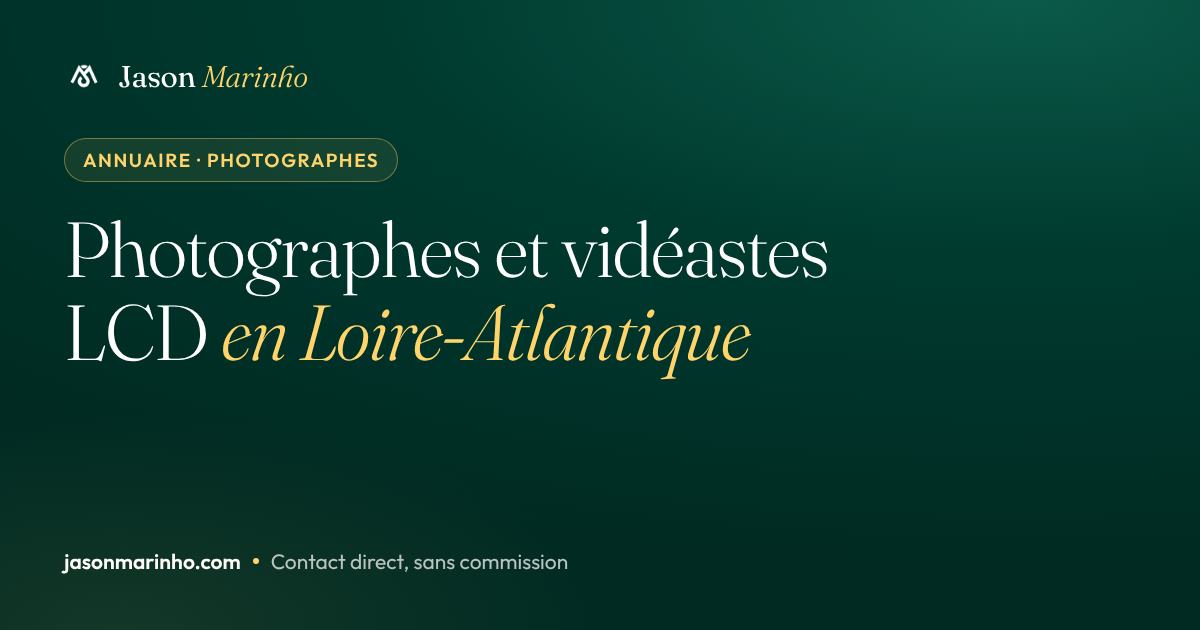 Jason Marinho
ANNUAIRE · PHOTOGRAPHES
Photographes et vidéastes
LCD en Loire-Atlantique
jasonmarinho.com • Contact direct, sans commission